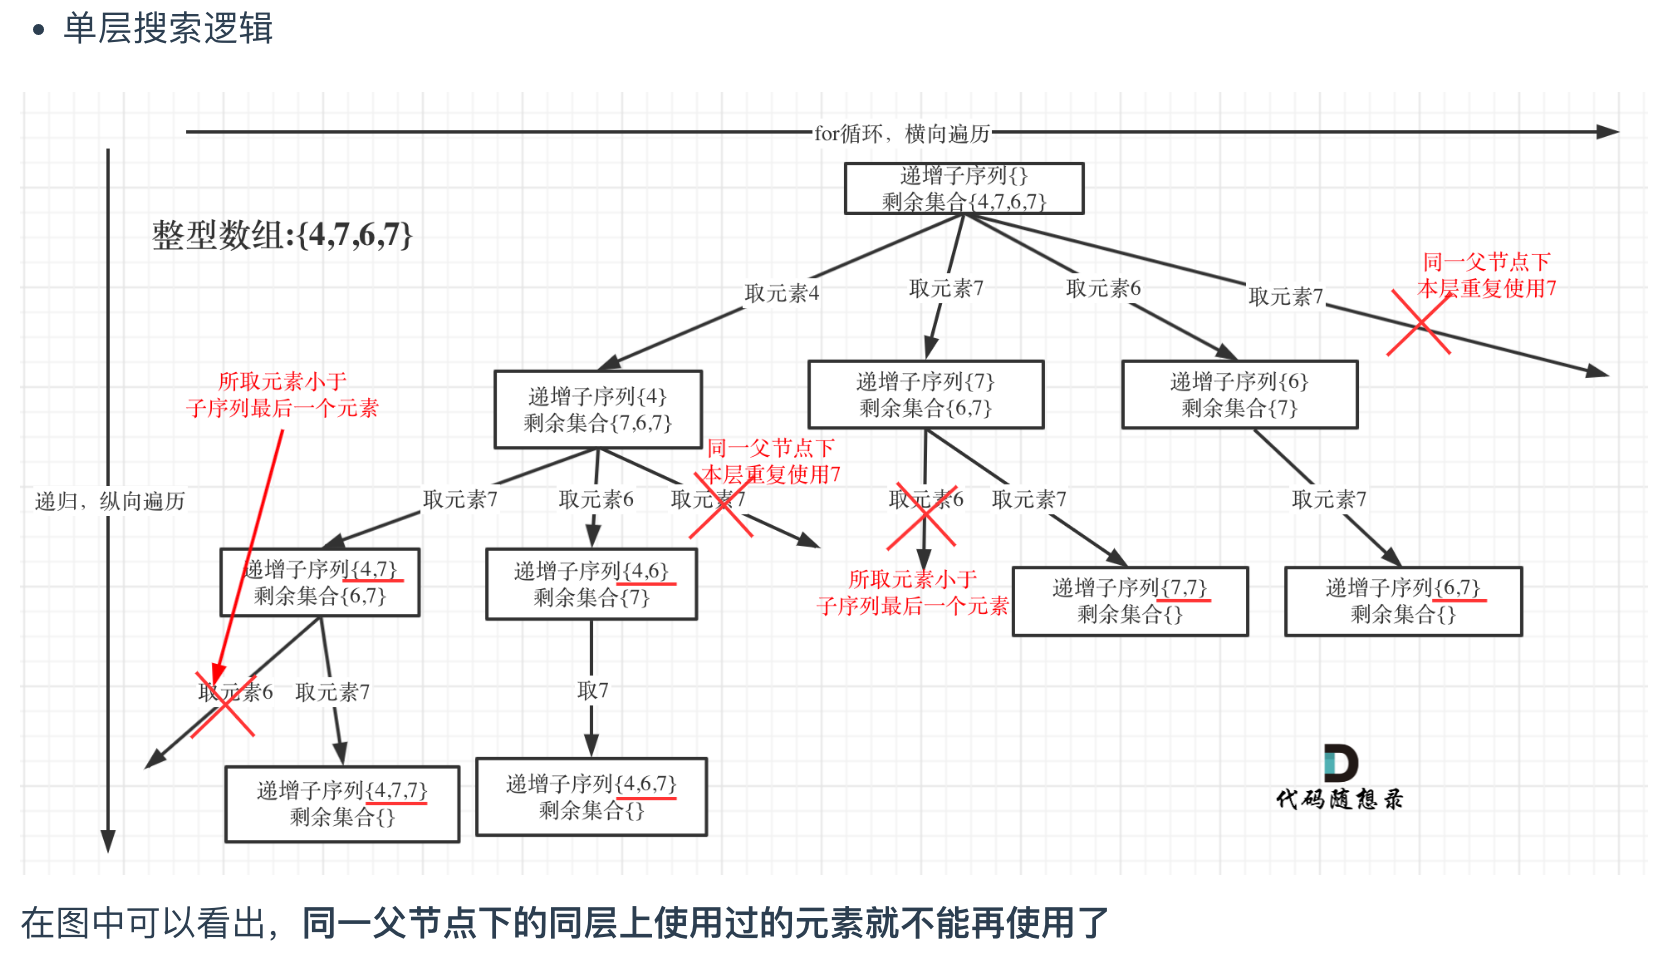 单层搜索逻辑
for循环，横向遍历
递增子序列{}
剩余集合{4,7,6,7}
整型数组:{4,7,6,7}
同一父节点下
本层重复使用7
取元素4
取元素7
取元素6
取元素7
所取元素小于
子序列最后一个元素
递增子序列{4}
剩余集合{7,6,7}
递增子序列{7}
剩余集合{6,7}
递增子序列{6}
剩余集合{7}
同一父节点下
本层重复使用7
递归，纵向遍历
取元素7
取元素6
取元素7
取元素6
取元素7
取元素7
递增子序列{4,7}
剩余集合{6,7}
递增子序列{4,6}
剩余集合{7}
所取元素小于
子序列最后一个元素
递增子序列{7,7}
剩余集合{}
递增子序列{6,7}
剩余集合{}
取元素6
取元素7
取7
递增子序列{4,7,7}
剩余集合{}
递增子序列{4,6,7}
剩余集合{}
代码随想录
在图中可以看出，同一父节点下的同层上使用过的元素就不能再使用了